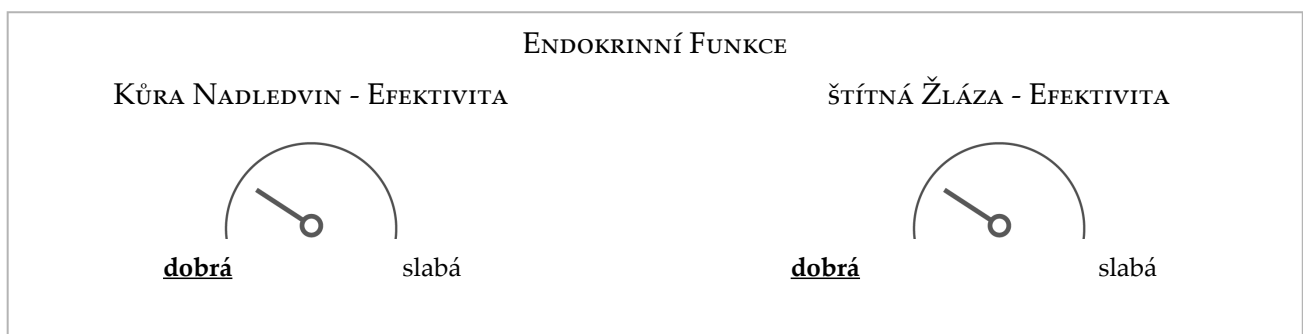 Endokrinní Funkce
Kůra Nadledvin - Efektivita
štítná Žláza - Efektivita
dobrá slabá
dobrá slabá